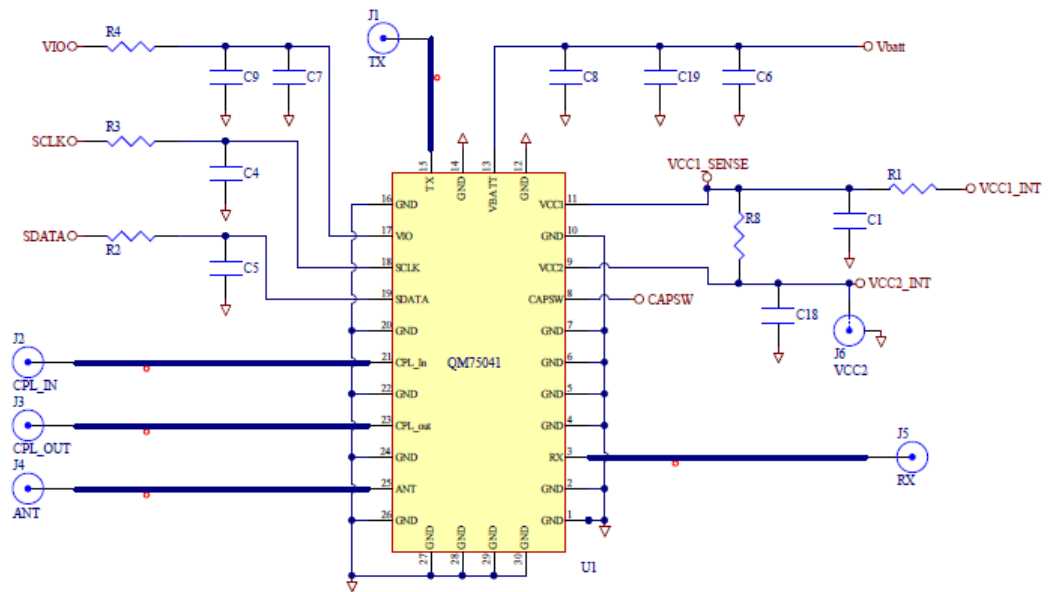 J1
TX
VIO
R4
C9
C7
SCLK
R3
C4
SDATA
R2
C5
J2
CPL_IN
J3
CPL_OUT
J4
ANT
C8
C19
C6
Vbatt
VCC1_SENSE
R1
VCC1_INT
R8
C1
VCC2_INT
C18
J6
VCC2
CAPSW
J5
RX
15
TX
14
GND
13
VBATT
12
GND
16
GND
17
VIO
18
SCLK
19
SDATA
20
GND
21
CPL_In
22
GND
23
CPL_out
24
GND
25
ANT
26
GND
QM75041
VCC1
11
GND
10
VCC2
9
CAPSW
8
GND
7
GND
6
GND
5
GND
4
RX
3
GND
2
GND
1
27
GND
28
GND
29
GND
30
GND
U1